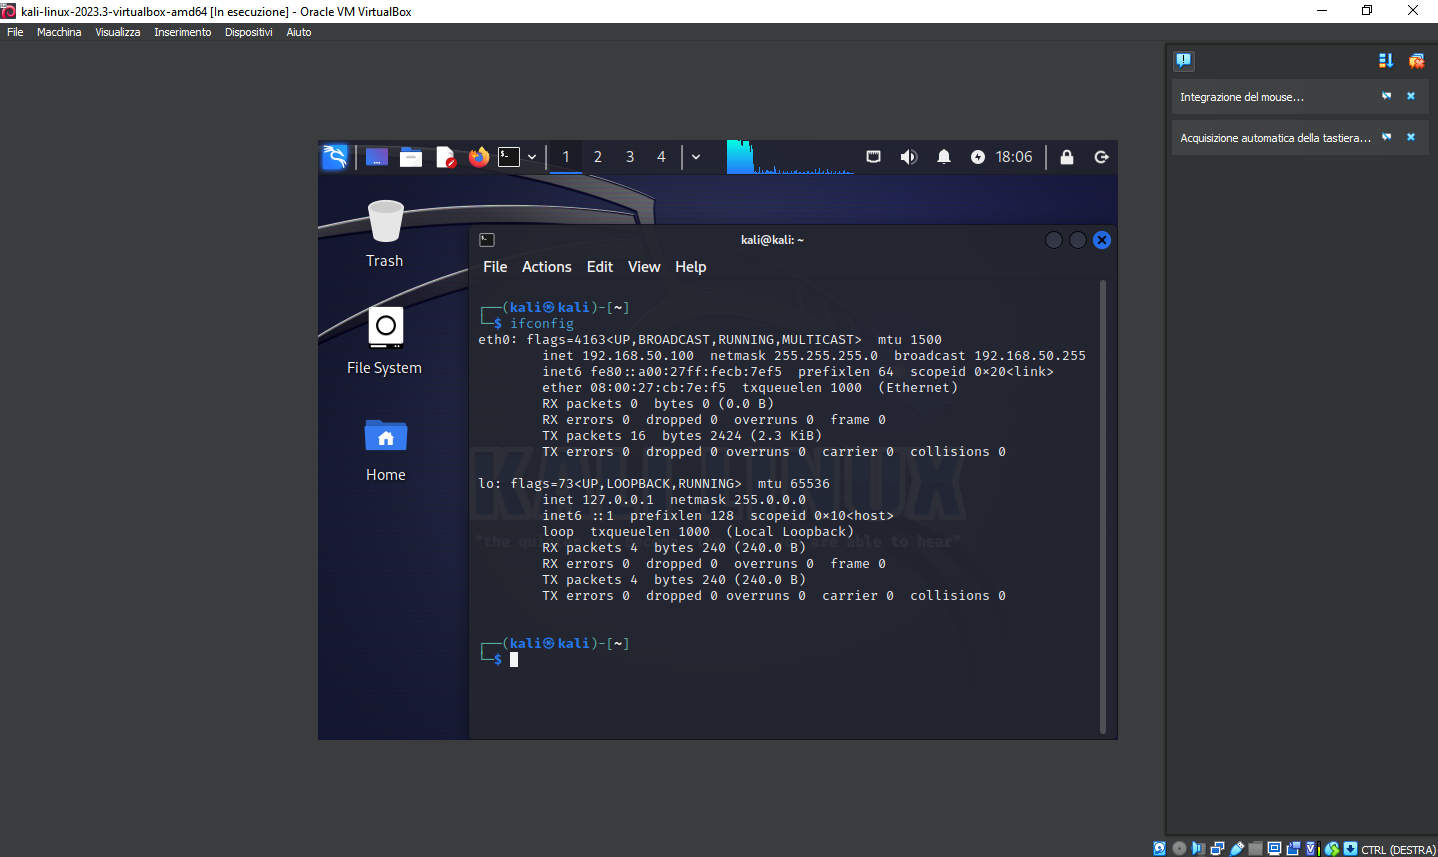 kali-linux-2023.3-virtualbox-amd64 [In esecuzione] - Oracle VM VirtualBox
File Macchina Visualizza Inserimento Dispositivi Aiuto
Integrazione del mouse...
Acquisizione automatica della tastiera...
1 2 3 4 18:06
Trash
File System
Home
kali@kali: ~
File Actions Edit View Help
┌──(kali㉿kali)-[~]
└─$ ifconfig
eth0: flags=4163<UP,BROADCAST,RUNNING,MULTICAST>  mtu 1500
        inet 192.168.50.100  netmask 255.255.255.0  broadcast 192.168.50.255
        inet6 fe80::a00:27ff:fecb:7ef5  prefixlen 64  scopeid 0×20<link>
        ether 08:00:27:cb:7e:f5  txqueuelen 1000  (Ethernet)
        RX packets 0  bytes 0 (0.0 B)
        RX errors 0  dropped 0  overruns 0  frame 0
        TX packets 16  bytes 2424 (2.3 KiB)
        TX errors 0  dropped 0 overruns 0  carrier 0  collisions 0
lo: flags=73<UP,LOOPBACK,RUNNING>  mtu 65536
        inet 127.0.0.1  netmask 255.0.0.0
        inet6 ::1  prefixlen 128  scopeid 0×10<host>
        loop  txqueuelen 1000  (Local Loopback)
        RX packets 4  bytes 240 (240.0 B)
        RX errors 0  dropped 0  overruns 0  frame 0
        TX packets 4  bytes 240 (240.0 B)
        TX errors 0  dropped 0 overruns 0  carrier 0  collisions 0
┌──(kali㉿kali)-[~]
└─$
CTRL (DESTRA)